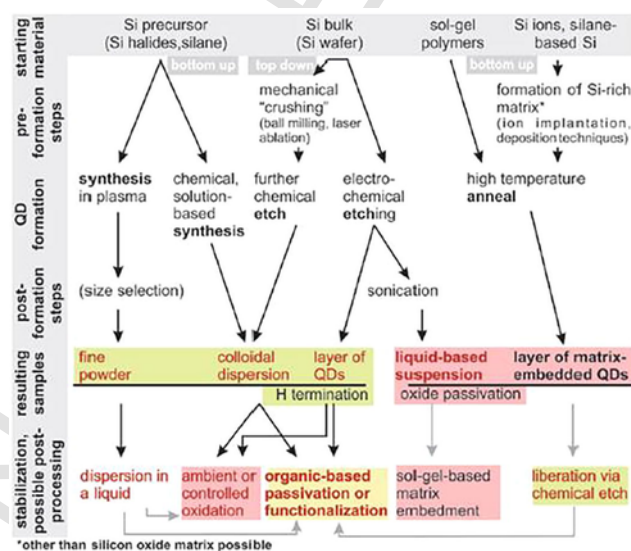 starting
material
Si precursor
(Si halides,silane)
Si bulk
(Si wafer)
sol-gel
polymers
Si ions, silane-
based Si
bottom up
top down
bottom up
pre-
formation
steps
mechanical
"crushing"
(ball milling, laser
ablation)
formation of Si-rich
matrix*
(ion implantation,
deposition techniques)
QD
formation
synthesis
in plasma
chemical,
solution-
based
synthesis
further
chemical
etch
electro-
chemical
etching
high temperature
anneal
post-
formation
steps
(size selection)
sonication
resulting
samples
fine
powder
colloidal
dispersion
layer of
QDs
liquid-based
suspension
layer of matrix-
embedded QDs
H termination
oxide passivation
stabilization,
possible post-
processing
dispersion in
a liquid
ambient or
controlled
oxidation
organic-based
passivation or
functionalization
sol-gel-based
matrix
embedment
liberation via
chemical etch
*other than silicon oxide matrix possible